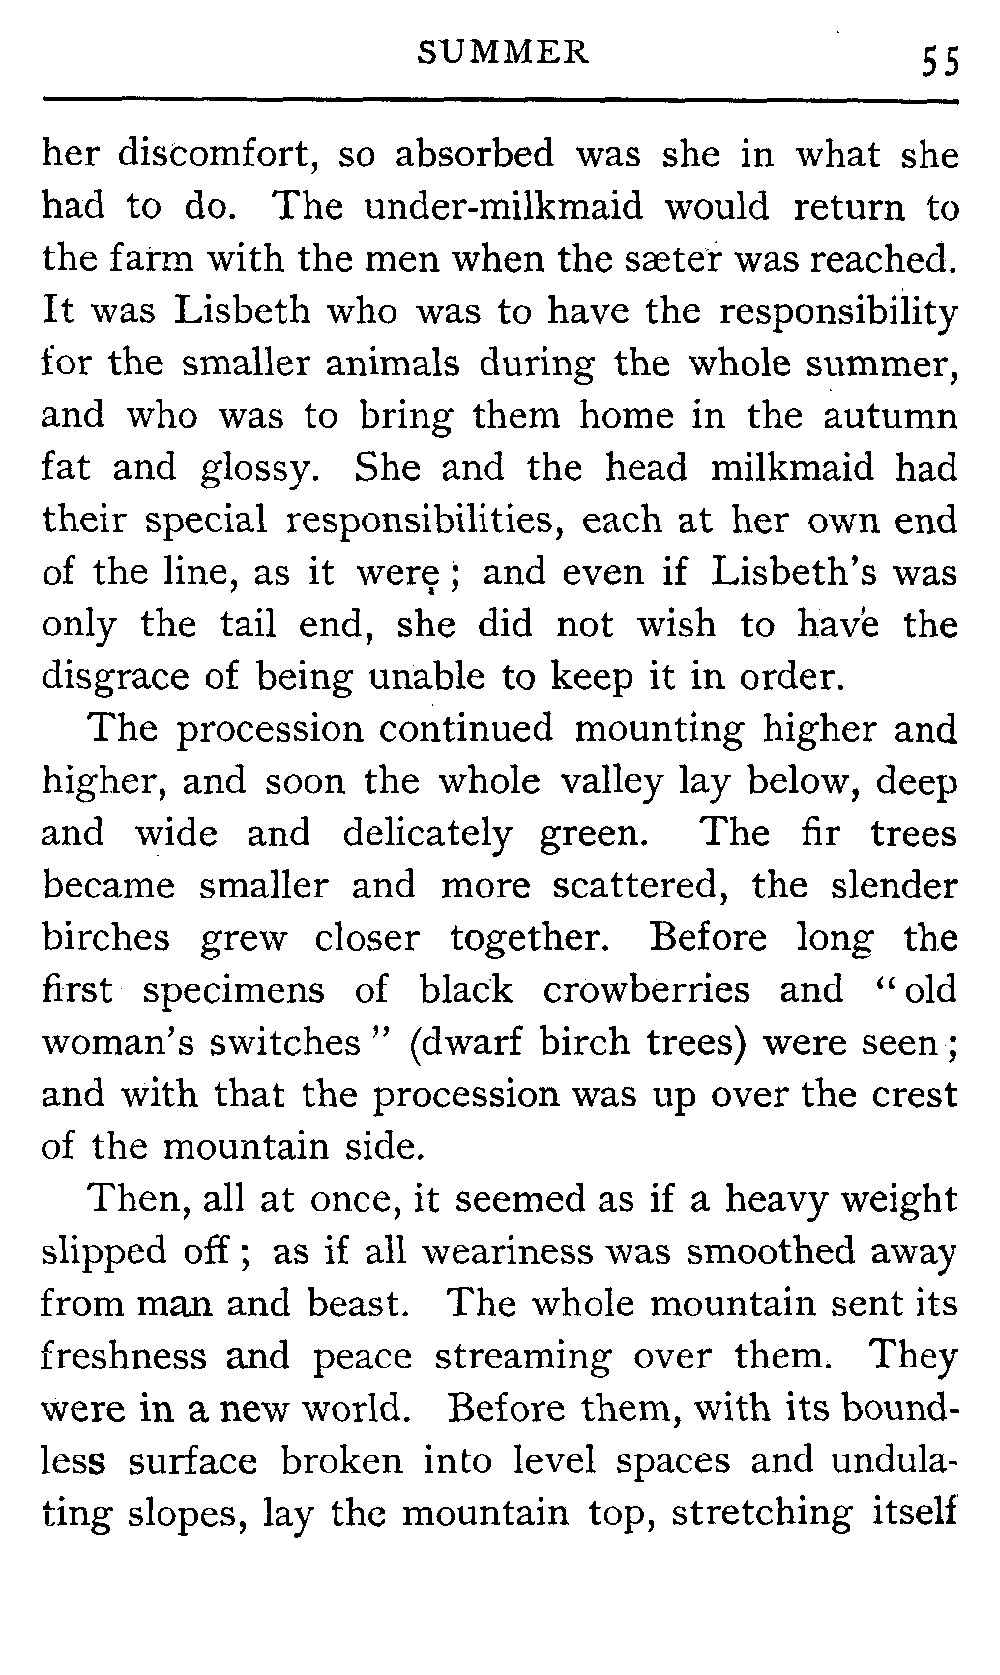 SUMMER 55
her discomfort, so absorbed was she in what she
had to do. The under-milkmaid would return to
the farm with the men when the sæter was reached.
It was Lisbeth who was to have the responsibility
for the smaller animals during the whole summer,
and who was to bring them home in the autumn
fat and glossy. She and the head milkmaid had
their special responsibilities, each at her own end
of the line, as it were ; and even if Lisbeth's was
only the tail end, she did not wish to have the
disgrace of being unable to keep it in order.
The procession continued mounting higher and
higher, and soon the whole valley lay below, deep
and wide and delicately green. The fir trees
became smaller and more scattered, the slender
birches grew closer together. Before long the
first specimens of black crowberries and “old
woman's switches” (dwarf birch trees) were seen ;
and with that the procession was up over the crest
of the mountain side.
Then, all at once, it seemed as if a heavy weight
slipped off ; as if all weariness was smoothed away
from man and beast. The whole mountain sent its
freshness and peace streaming over them. They
were in a new world. Before them, with its bound-
less surface broken into level spaces and undula-
ting slopes, lay the mountain top, stretching itself